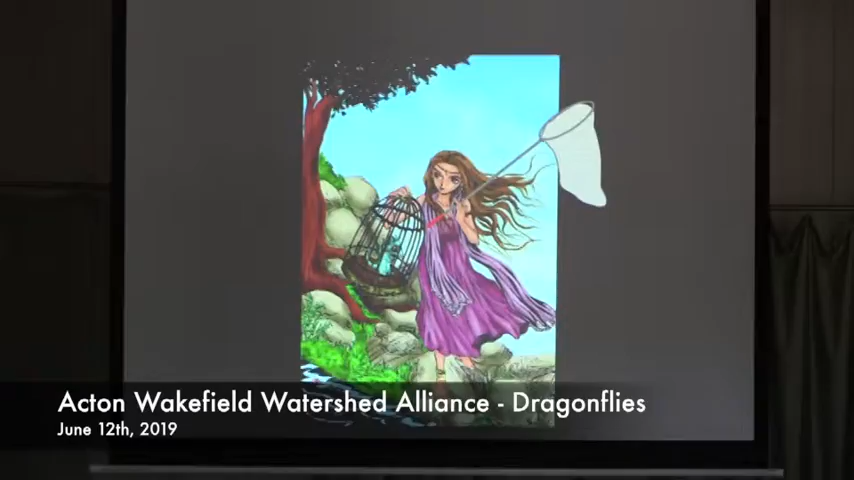 Acton Wakefield Watershed Alliance - Dragonflies
June 12th, 2019